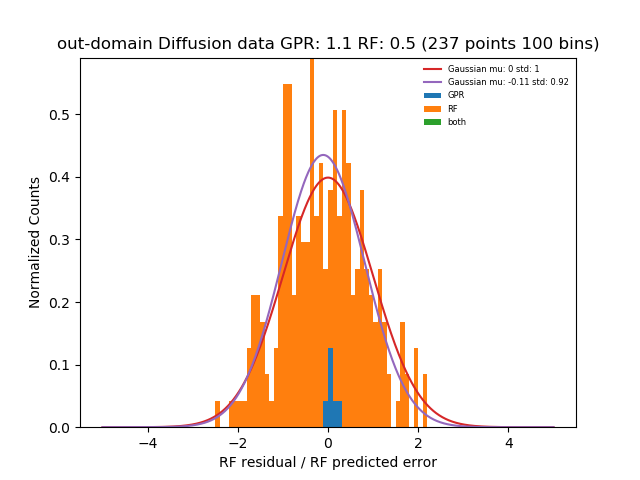 out-domain Diffusion data GPR: 1.1 RF: 0.5 (237 points 100 bins)
Gaussian mu: 0 std: 1
Gaussian mu: -0.11 std: 0.92
GPR
RF
both
Normalized Counts
0.5
0.4
0.3
0.2
0.1
0.0
−4 −2 0 2 4
RF residual / RF predicted error